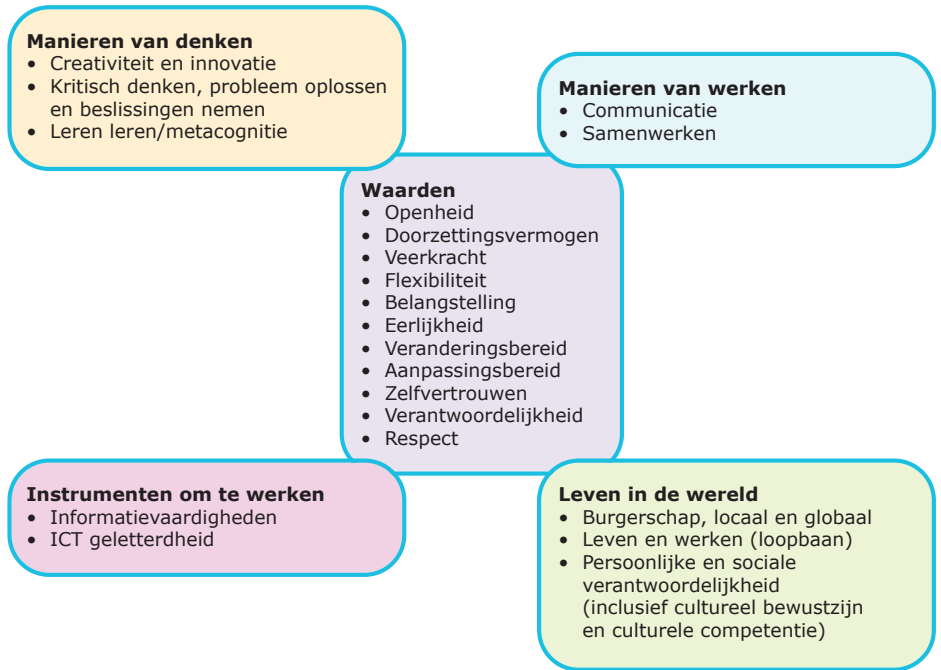 Manieren van denken
• Creativiteit en innovatie
• Kritisch denken, probleem oplossen
en beslissingen nemen
• Leren leren/metacognitie
Manieren van werken
• Communicatie
• Samenwerken
Waarden
• Openheid
• Doorzettingsvermogen
• Veerkracht
• Flexibiliteit
• Belangstelling
• Eerlijkheid
• Veranderingsbereid
• Aanpassingsbereid
• Zelfvertrouwen
• Verantwoordelijkheid
• Respect
Instrumenten om te werken
• Informatievaardigheden
• ICT geletterdheid
Leven in de wereld
• Burgerschap, locaal en globaal
• Leven en werken (loopbaan)
• Persoonlijke en sociale
verantwoordelijkheid
(inclusief cultureel bewustzijn
en culturele competentie)